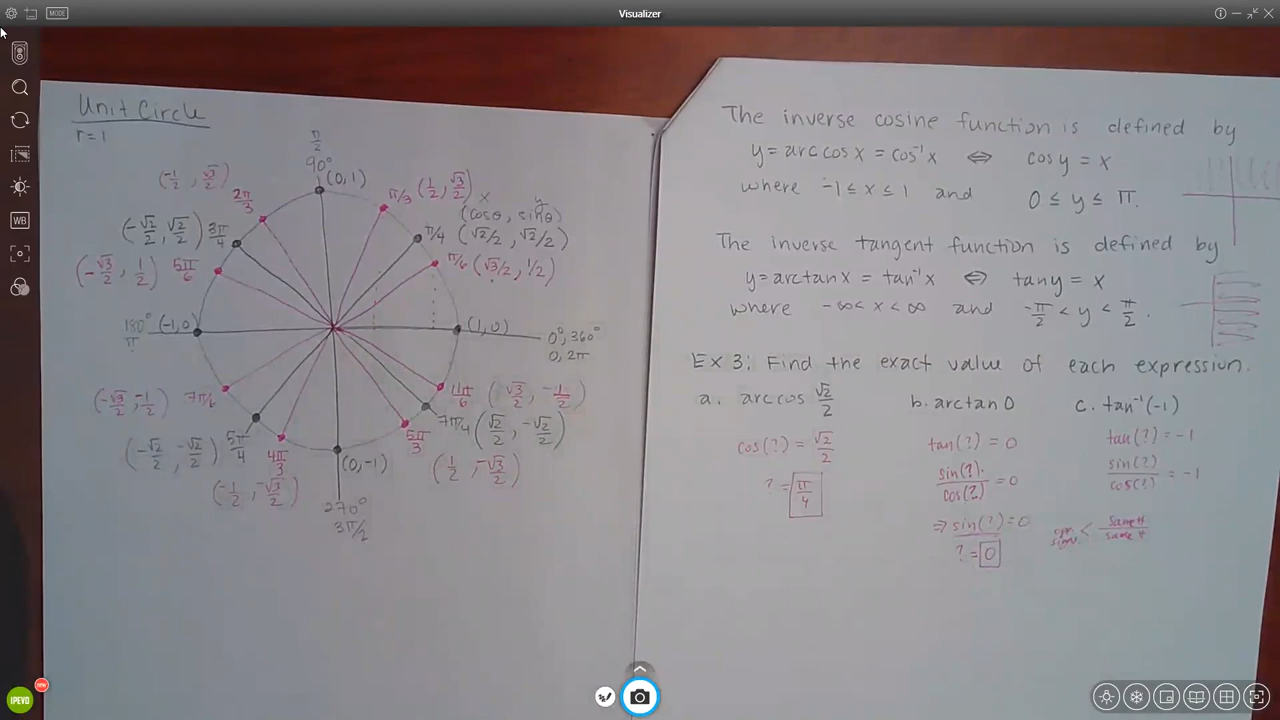 MODE
Visualizer
Unit Circle
r=1
π/2
90°
(0,1)
(-1/2, √3/2)
2π/3
π/3 (1/2, √3/2)
x y
(cosθ, sinθ)
(-√2/2, √2/2) 3π/4
π/4 (√2/2, √2/2)
(-√3/2, 1/2) 5π/6
π/6 (√3/2, 1/2)
180° (-1,0)
π
(1,0)
0°, 360°
0, 2π
(-√3/2, -1/2) 7π/6
11π/6 (√3/2, -1/2)
(-√2/2, -√2/2) 5π/4
7π/4 (√2/2, -√2/2)
4π/3
5π/3
(-1/2, -√3/2)
(1/2, -√3/2)
(0,-1)
270°
3π/2
The inverse cosine function is defined by
y = arccos x = cos⁻¹x ⇔ cos y = x
where -1 ≤ x ≤ 1 and 0 ≤ y ≤ π.
The inverse tangent function is defined by
y = arctan x = tan⁻¹x ⇔ tan y = x
where -∞ < x < ∞ and -π/2 < y < π/2.
Ex 3: Find the exact value of each expression.
a. arccos √2/2 b. arctan 0 c. tan⁻¹(-1)
cos(?) = √2/2
? = π/4
tan(?) = 0
sin(?)/cos(?) = 0
⇒ sin(?) = 0
? = 0
tan(?) = -1
sin(?)/cos(?) = -1
opp. signs < same #/same #
IPEVO
new